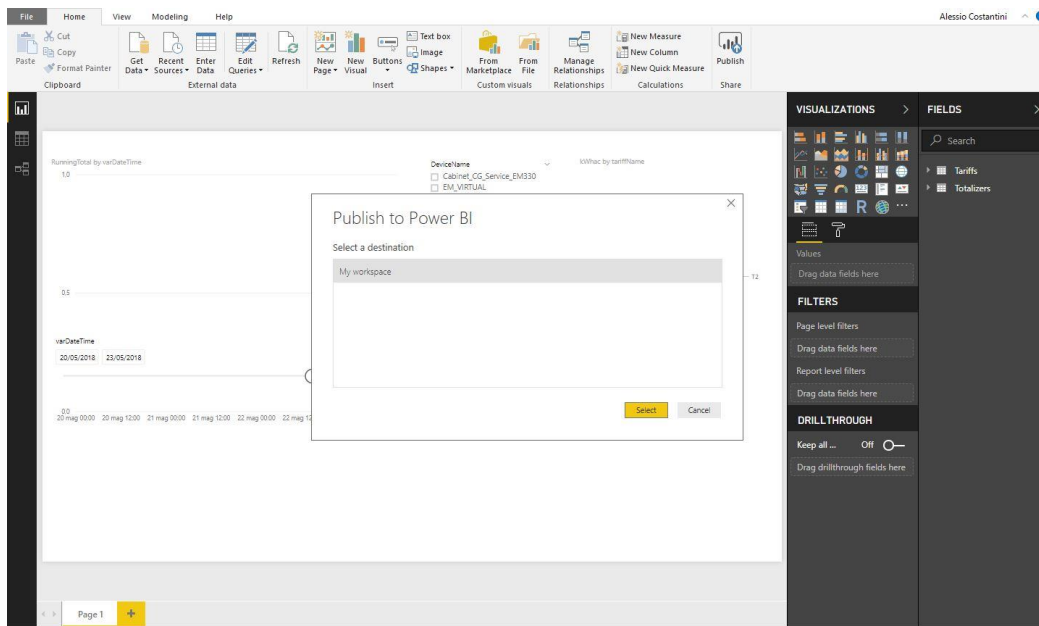 File Home View Modeling Help Alessio Costantini
Paste
Cut
Copy
Format Painter
Clipboard
Get Data
Recent Sources
Enter Data
Edit Queries
Refresh
External data
New Page
New Visual
Buttons
Text box
Image
Shapes
Insert
From Marketplace
From File
Custom visuals
Manage Relationships
Relationships
New Measure
New Column
New Quick Measure
Calculations
Publish
Share
RunningTotal by varDateTime
1.0
0.5
0.0
varDateTime
20/05/2018 23/05/2018
20 mag 00:00 20 mag 12:00 21 mag 00:00 21 mag 12:00 22 mag 00:00 22 mag 12
DeviceName
Cabinet_CG_Service_EM330
EM_VIRTUAL
kWhac by tariffName
T2
Publish to Power BI
Select a destination
My workspace
Select Cancel
VISUALIZATIONS
R
123
Values
Drag data fields here
FILTERS
Page level filters
Drag data fields here
Report level filters
Drag data fields here
DRILLTHROUGH
Keep all ... Off
Drag drillthrough fields here
FIELDS
Search
Tariffs
Totalizers
Page 1